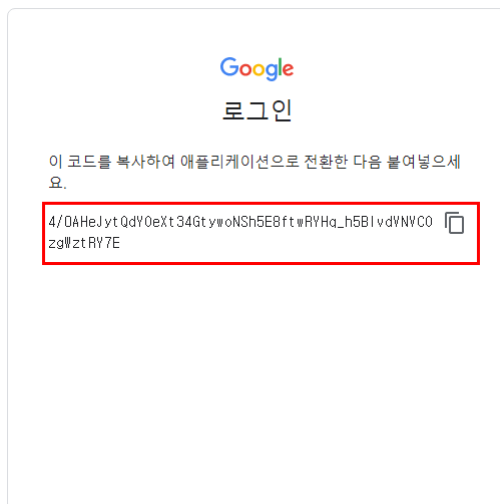 Google
로그인
이 코드를 복사하여 애플리케이션으로 전환한 다음 붙여넣으세
요.
4/0AHeJytQdY0eXt34GtywoNSh5E8ftwRYHq_h5BlvdVNVC0
zgWztRY7E